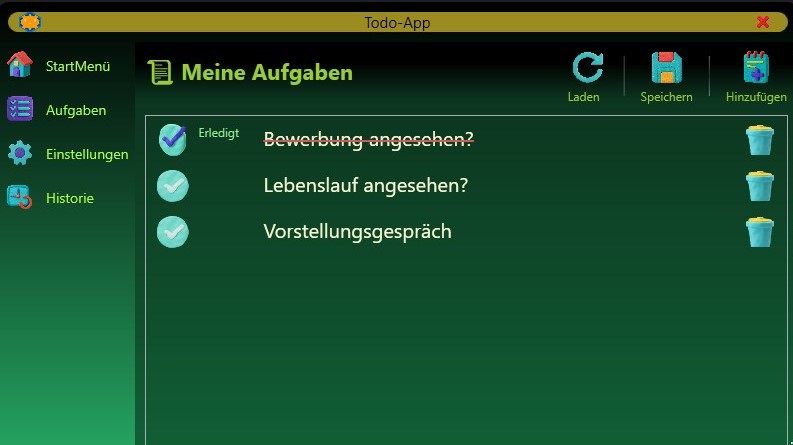 Todo-App
StartMenü
Aufgaben
Einstellungen
Historie
Meine Aufgaben
Laden
Speichern
Hinzufügen
Erledigt
Bewerbung angesehen?
Lebenslauf angesehen?
Vorstellungsgespräch